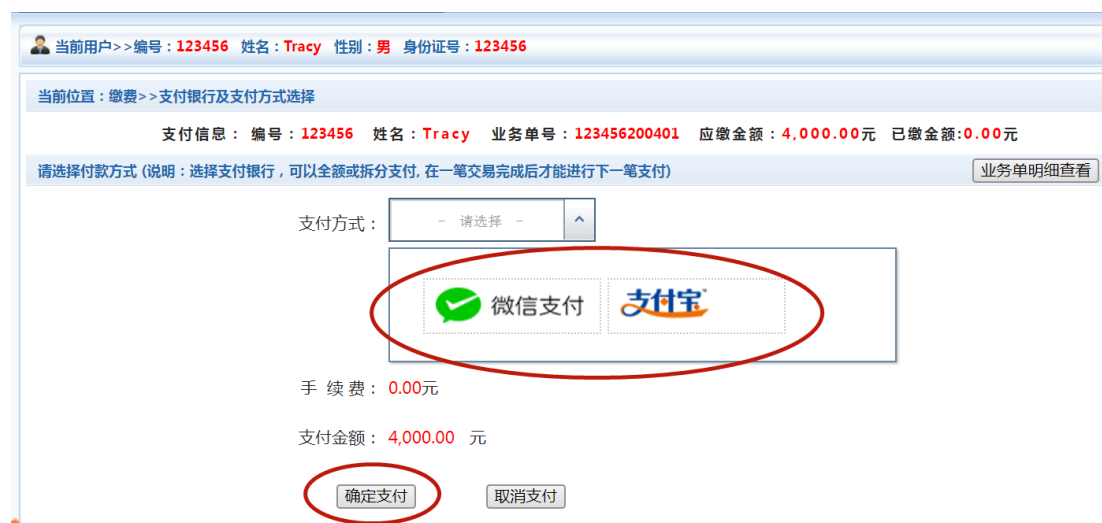 当前用户>>编号：123456 姓名：Tracy 性别：男 身份证号：123456
当前位置：缴费>>支付银行及支付方式选择
支付信息： 编号：123456 姓名：Tracy 业务单号：123456200401 应缴金额：4,000.00元 已缴金额:0.00元
请选择付款方式 (说明：选择支付银行，可以全额或拆分支付, 在一笔交易完成后才能进行下一笔支付) 业务单明细查看
支付方式： - 请选择 -
微信支付 支付宝
手 续 费： 0.00元
支付金额： 4,000.00 元
确定支付 取消支付